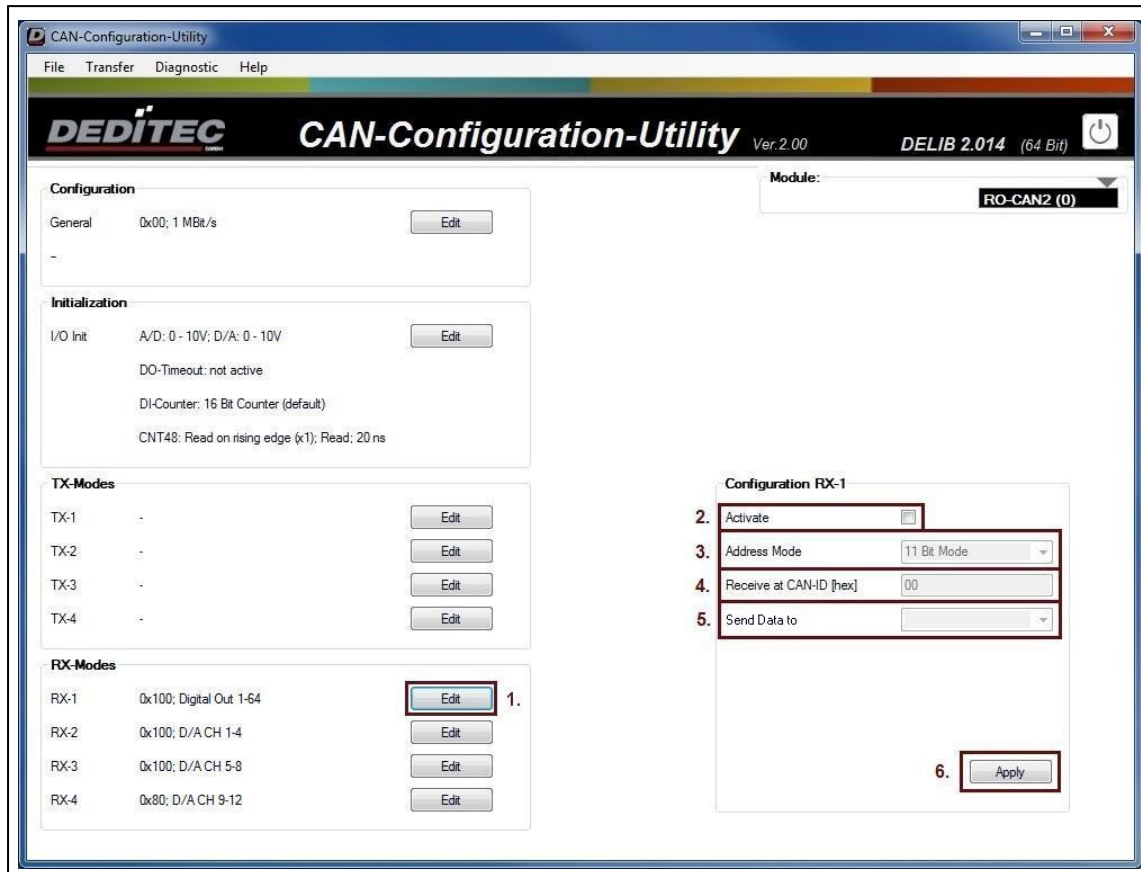 CAN-Configuration-Utility
File Transfer Diagnostic Help
DEDITEC
GMBH
CAN-Configuration-Utility Ver.2.00 DELIB 2.014 (64 Bit)
Module:
RO-CAN2 (0)
Configuration
General 0x00; 1 MBit/s Edit
-
Initialization
I/O Init A/D: 0 - 10V; D/A: 0 - 10V Edit
DO-Timeout: not active
DI-Counter: 16 Bit Counter (default)
CNT48: Read on rising edge (x1); Read; 20 ns
TX-Modes
TX-1 - Edit
TX-2 - Edit
TX-3 - Edit
TX-4 - Edit
RX-Modes
RX-1 0x100; Digital Out 1-64 Edit 1.
RX-2 0x100; D/A CH 1-4 Edit
RX-3 0x100; D/A CH 5-8 Edit
RX-4 0x80; D/A CH 9-12 Edit
Configuration RX-1
2. Activate
3. Address Mode 11 Bit Mode
4. Receive at CAN-ID [hex] 00
5. Send Data to
6. Apply